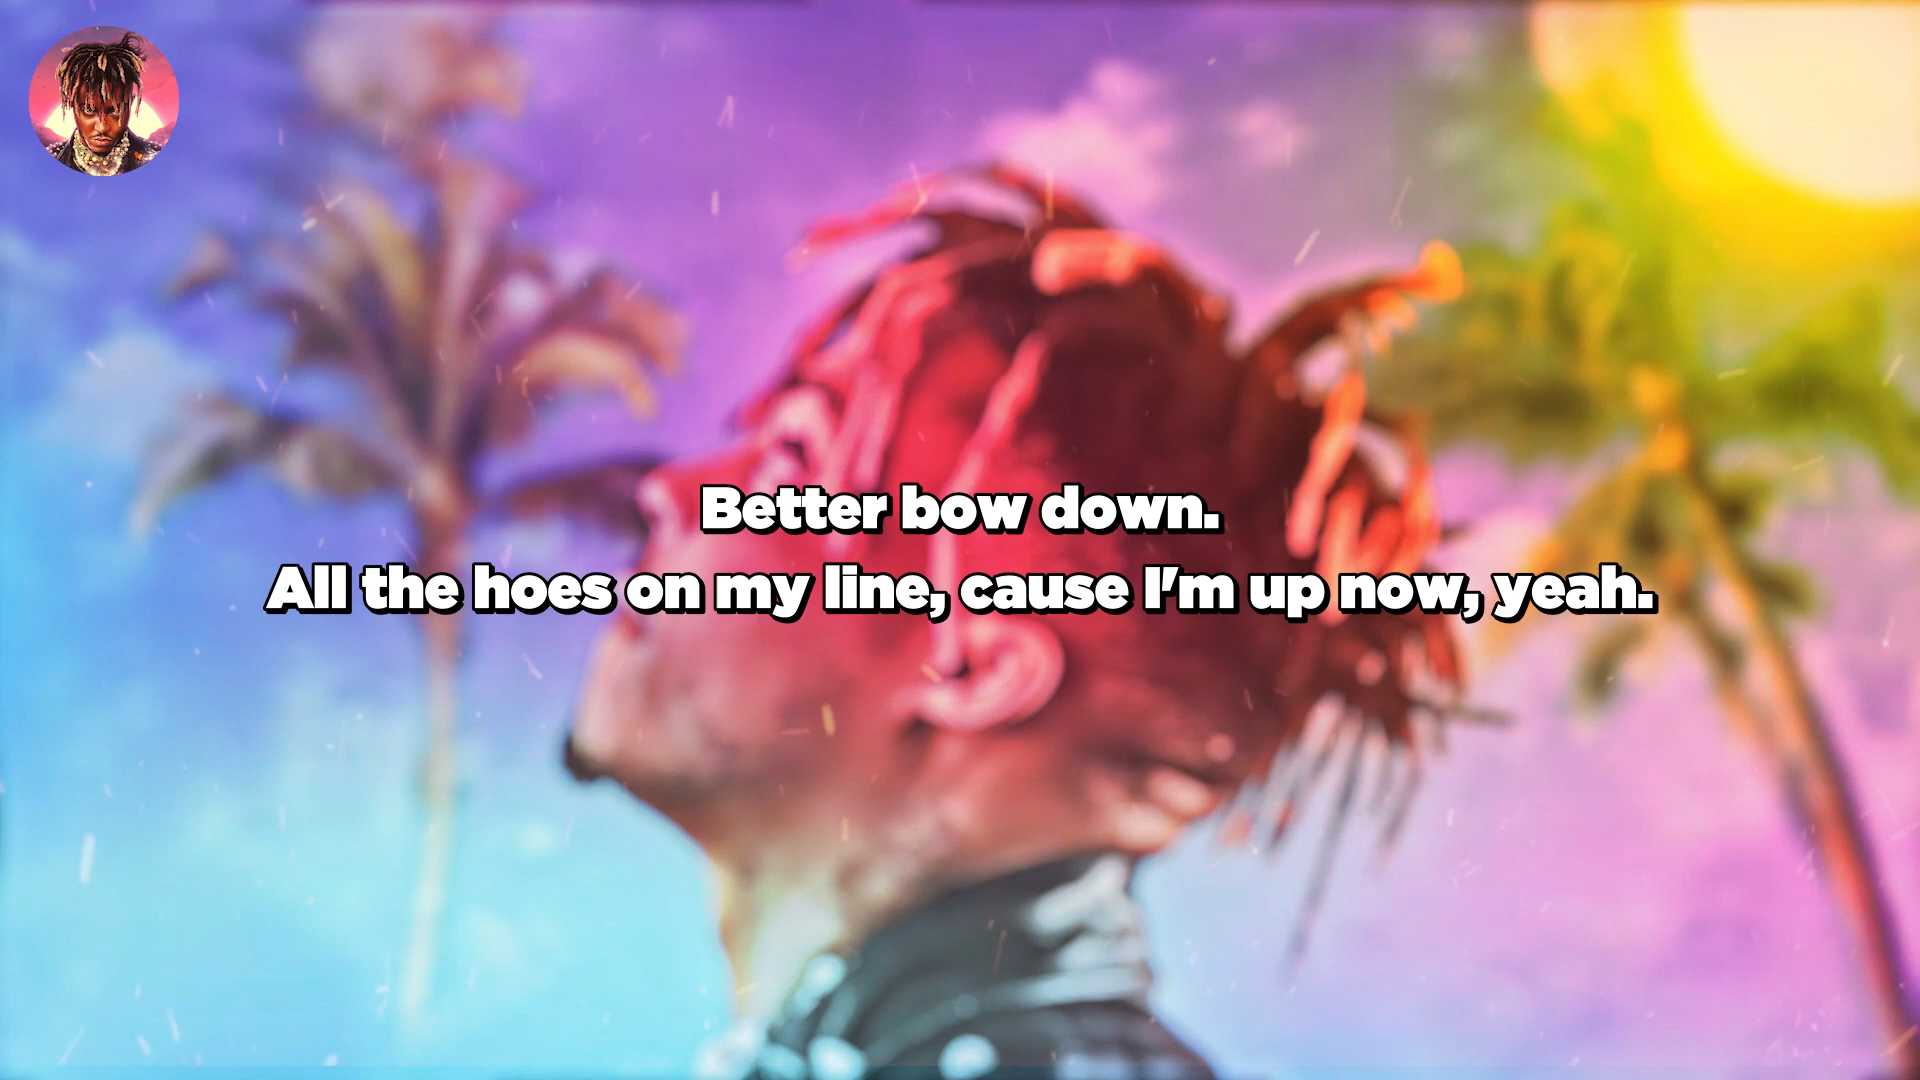 Better bow down.
All the hoes on my line, cause I'm up now, yeah.